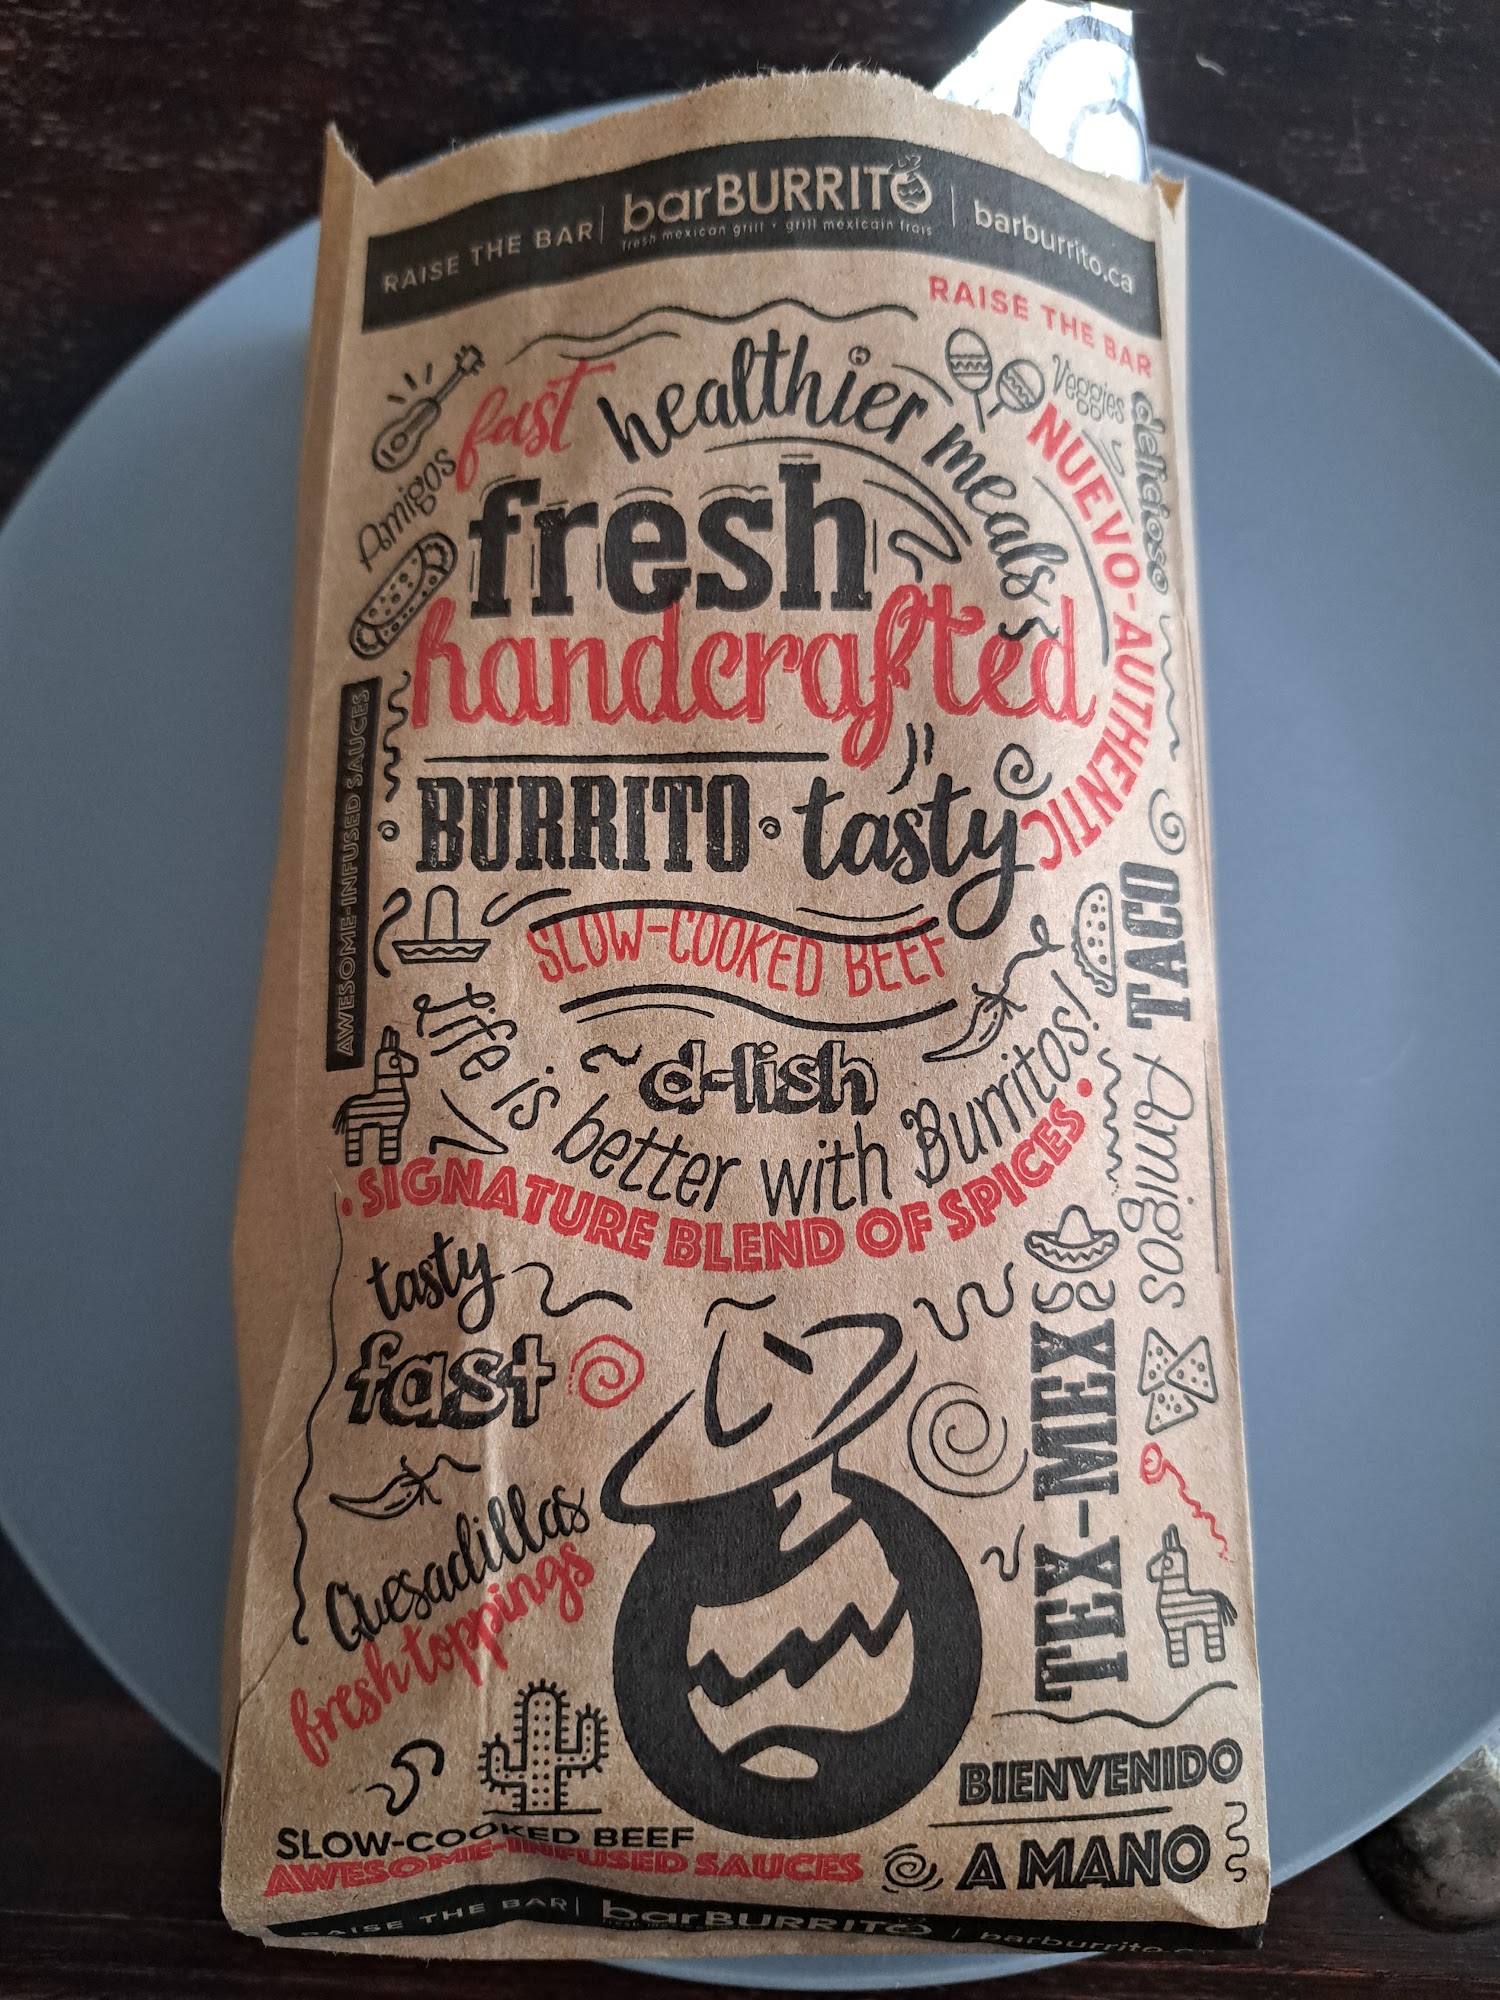 RAISE THE BAR | barBURRITO | barburrito.ca
fresh mexican grill · grill mexicain frais
RAISE THE BAR
fast healthier meals
Veggies
delicioso
NUEVO-AUTHENTIC
Amigos
fresh
handcrafted
AWESOME-INFUSED SAUCES
BURRITO · tasty
SLOW-COOKED BEEF
TACO
d-lish
Life is better with Burritos!
· SIGNATURE BLEND OF SPICES ·
Amigos
tasty
fast
TEX-MEX
Quesadillas
fresh toppings
BIENVENIDO
A MANO
SLOW-COOKED BEEF
AWESOME-INFUSED SAUCES
RAISE THE BAR | barBURRITO | barburrito.ca